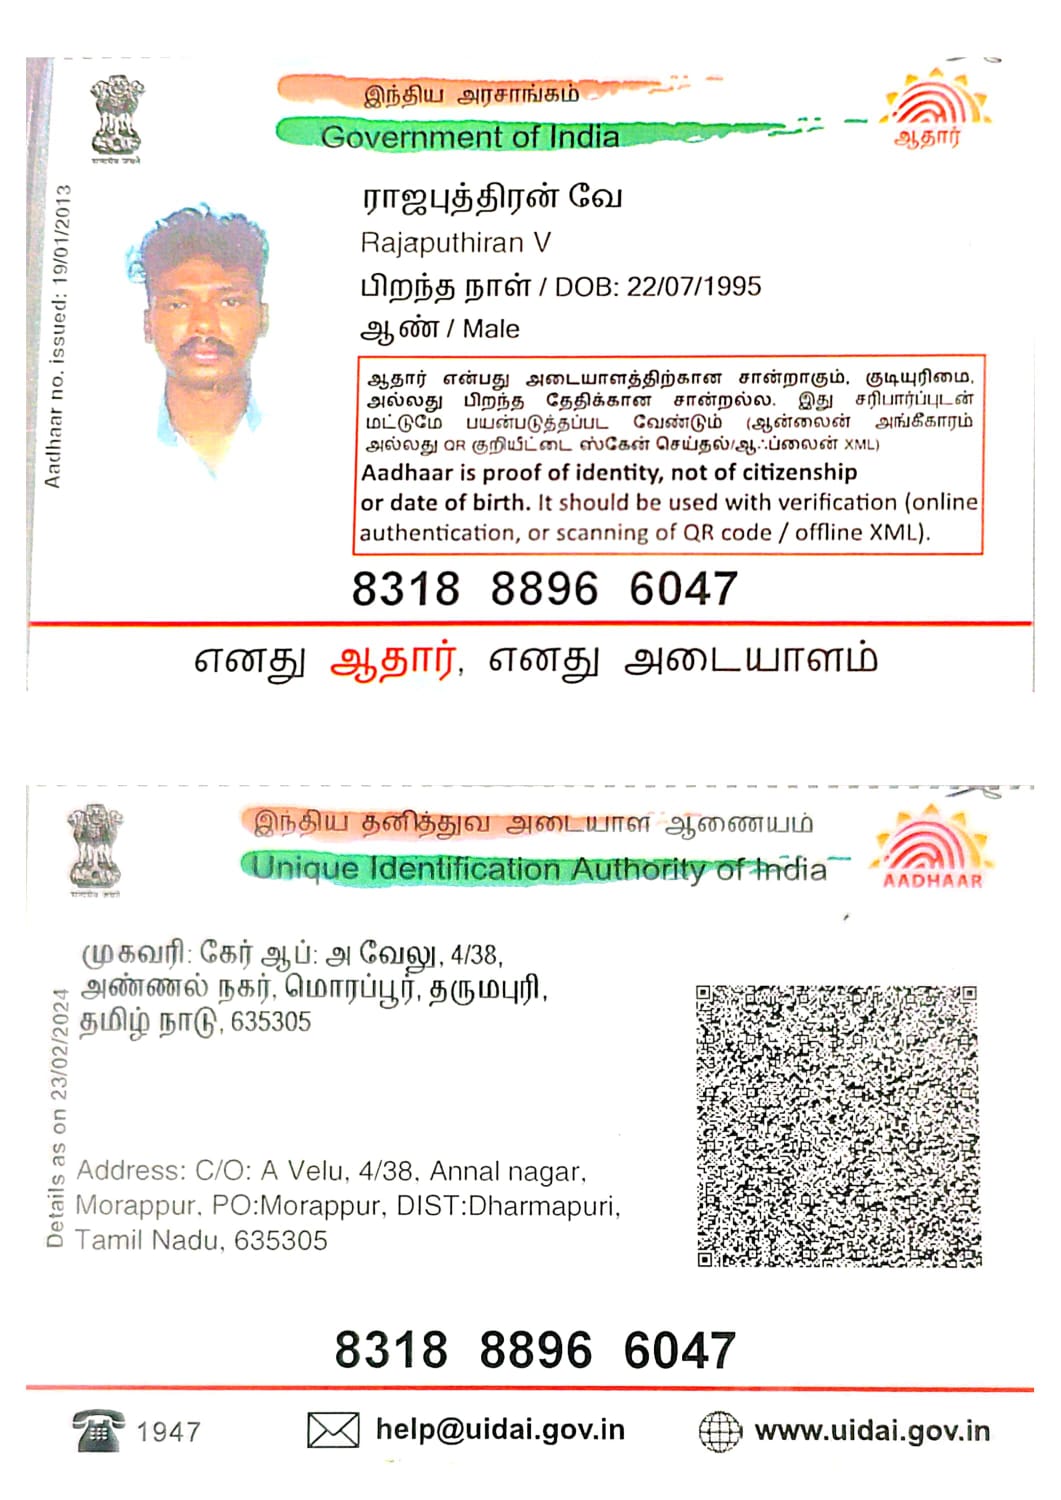 இந்திய அரசாங்கம்
Government of India
ஆதார்
Aadhaar no. issued: 19/01/2013
ராஜபுத்திரன் வே
Rajaputhiran V
பிறந்த நாள் / DOB: 22/07/1995
ஆண் / Male
ஆதார் என்பது அடையாளத்திற்கான சான்றாகும், குடியுரிமை,
அல்லது பிறந்த தேதிக்கான சான்றல்ல. இது சரிபார்ப்புடன்
மட்டுமே பயன்படுத்தப்பட வேண்டும் (ஆன்லைன் அங்கீகாரம்
அல்லது QR குறியீட்டை ஸ்கேன் செய்தல்/ஆஃப்லைன் XML)
Aadhaar is proof of identity, not of citizenship
or date of birth. It should be used with verification (online
authentication, or scanning of QR code / offline XML).
8318 8896 6047
எனது ஆதார், எனது அடையாளம்
இந்திய தனித்துவ அடையாள ஆணையம்
Unique Identification Authority of India
AADHAAR
Details as on 23/02/2024
முகவரி: கேர் ஆப்: அ வேலு, 4/38,
அண்ணல் நகர், மொரப்பூர், தருமபுரி,
தமிழ் நாடு, 635305
Address: C/O: A Velu, 4/38, Annal nagar,
Morappur, PO:Morappur, DIST:Dharmapuri,
Tamil Nadu, 635305
8318 8896 6047
1947
help@uidai.gov.in
www.uidai.gov.in